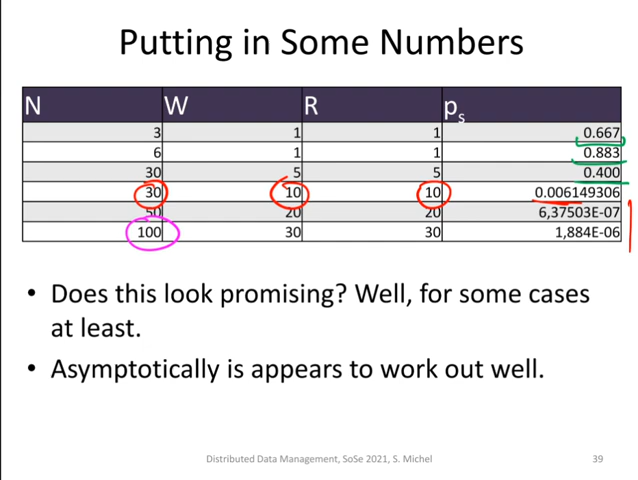 Putting in Some Numbers
N W R ps
3 1 1 0.667
6 1 1 0.883
30 5 5 0.400
30 10 10 0.006149306
50 20 20 6,37503E-07
100 30 30 1,884E-06
• Does this look promising? Well, for some cases
at least.
• Asymptotically is appears to work out well.
Distributed Data Management, SoSe 2021, S. Michel 39